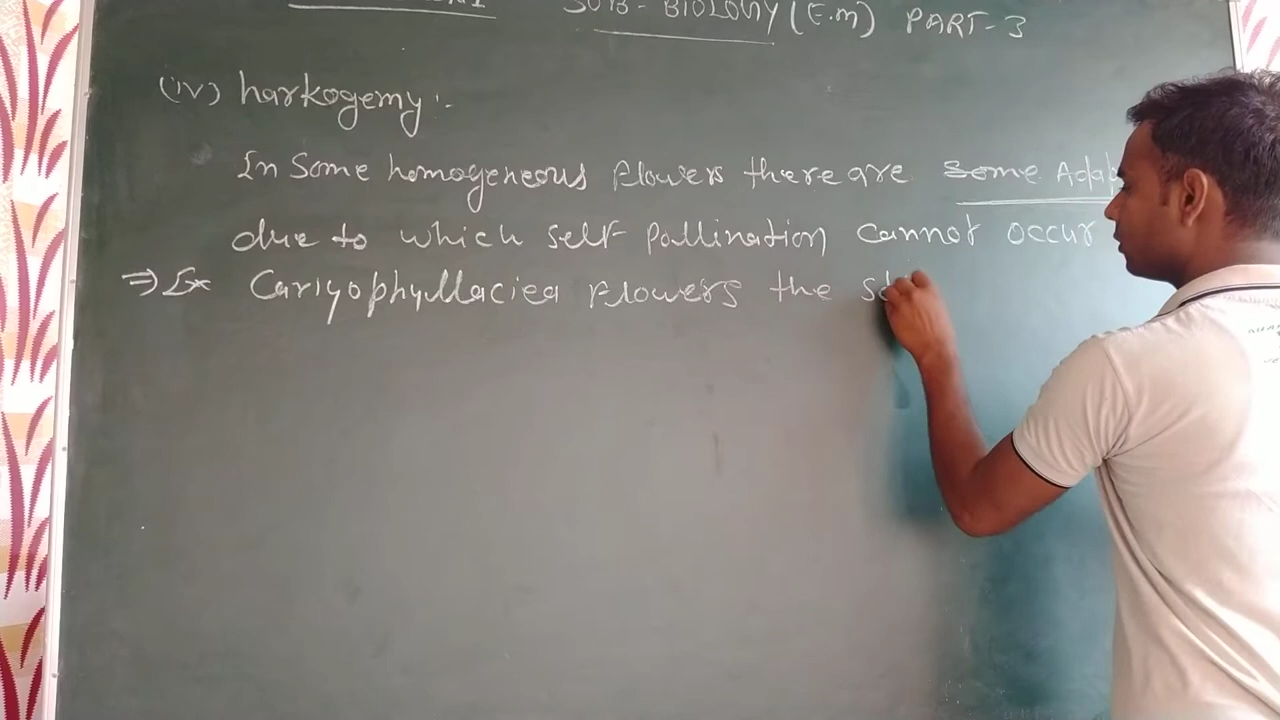 SUB - BIOLOGY (E.m) PART-3
(iv) harkogemy :-
In Some homogeneous flowers there are some Adab
due to which self pollination cannot occur
⇒ Ex Cariyophyllaciea flowers the